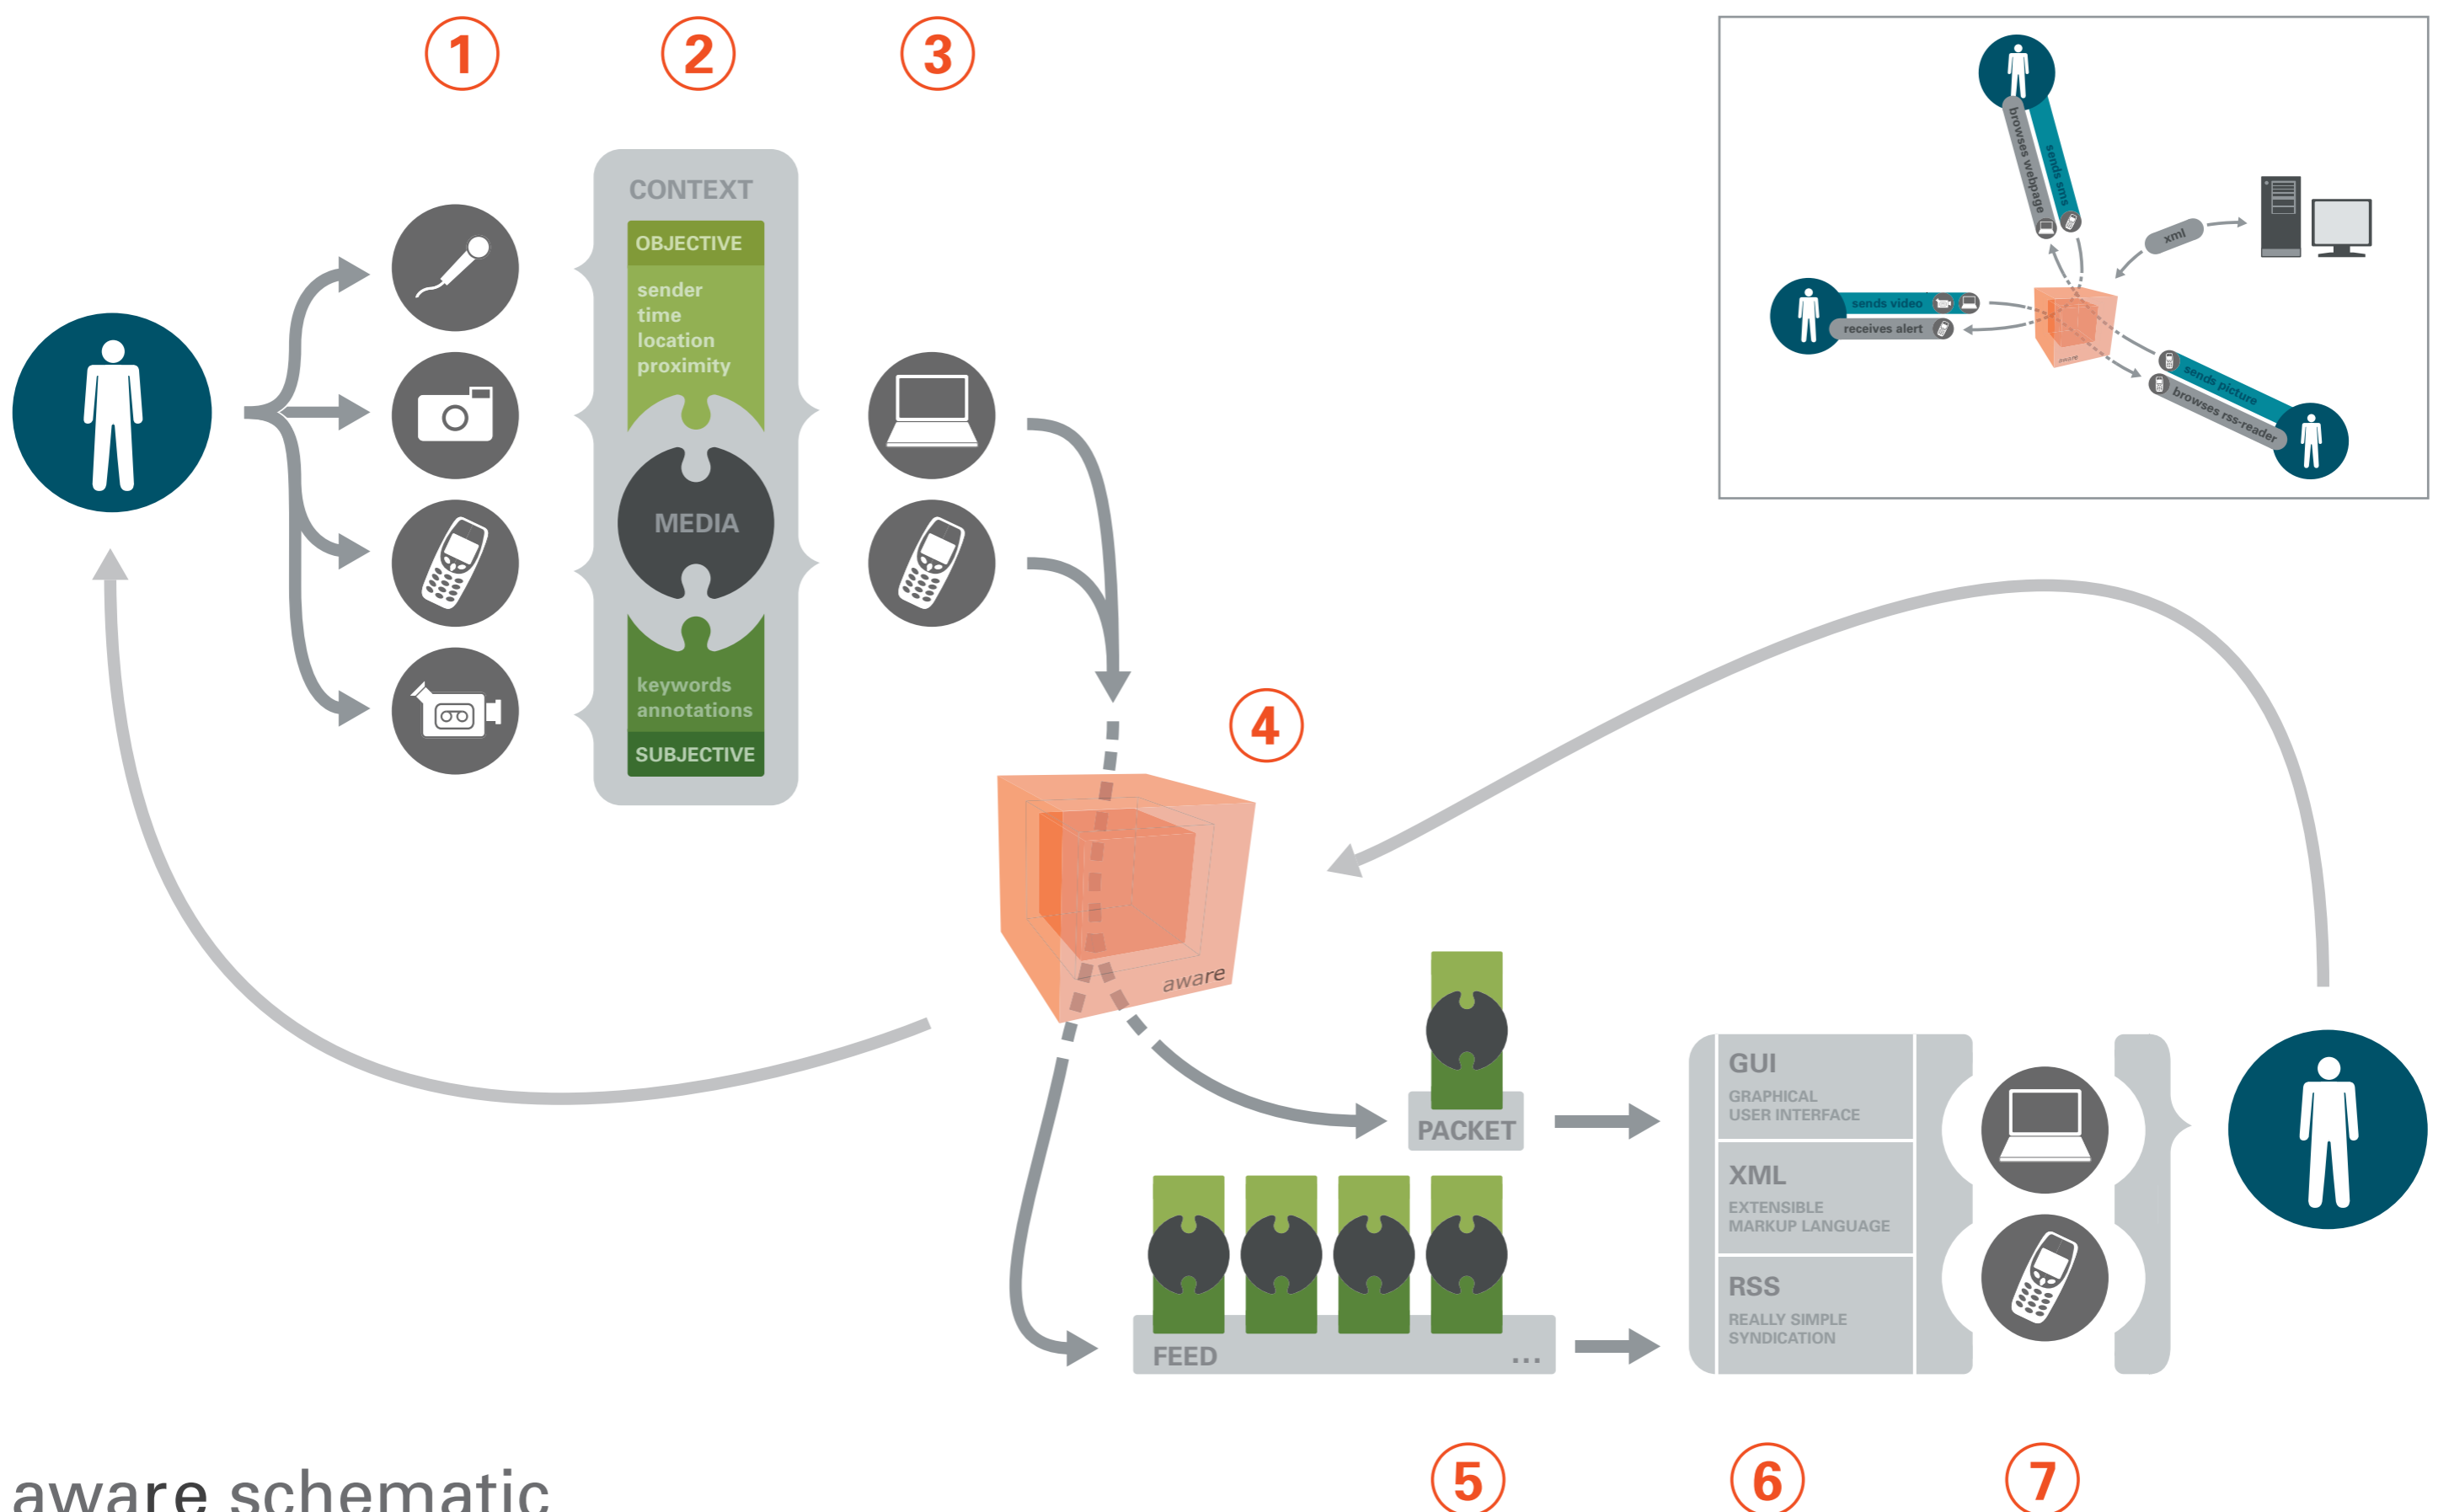 1
2
3
CONTEXT
OBJECTIVE
sender
time
location
proximity
MEDIA
keywords
annotations
SUBJECTIVE
browses webpage
sends sms
xml
sends video
receives alert
sends picture
browses rss-reader
aware
4
aware
PACKET
FEED ...
GUI
GRAPHICAL
USER INTERFACE
XML
EXTENSIBLE
MARKUP LANGUAGE
RSS
REALLY SIMPLE
SYNDICATION
5
6
7
aware schematic